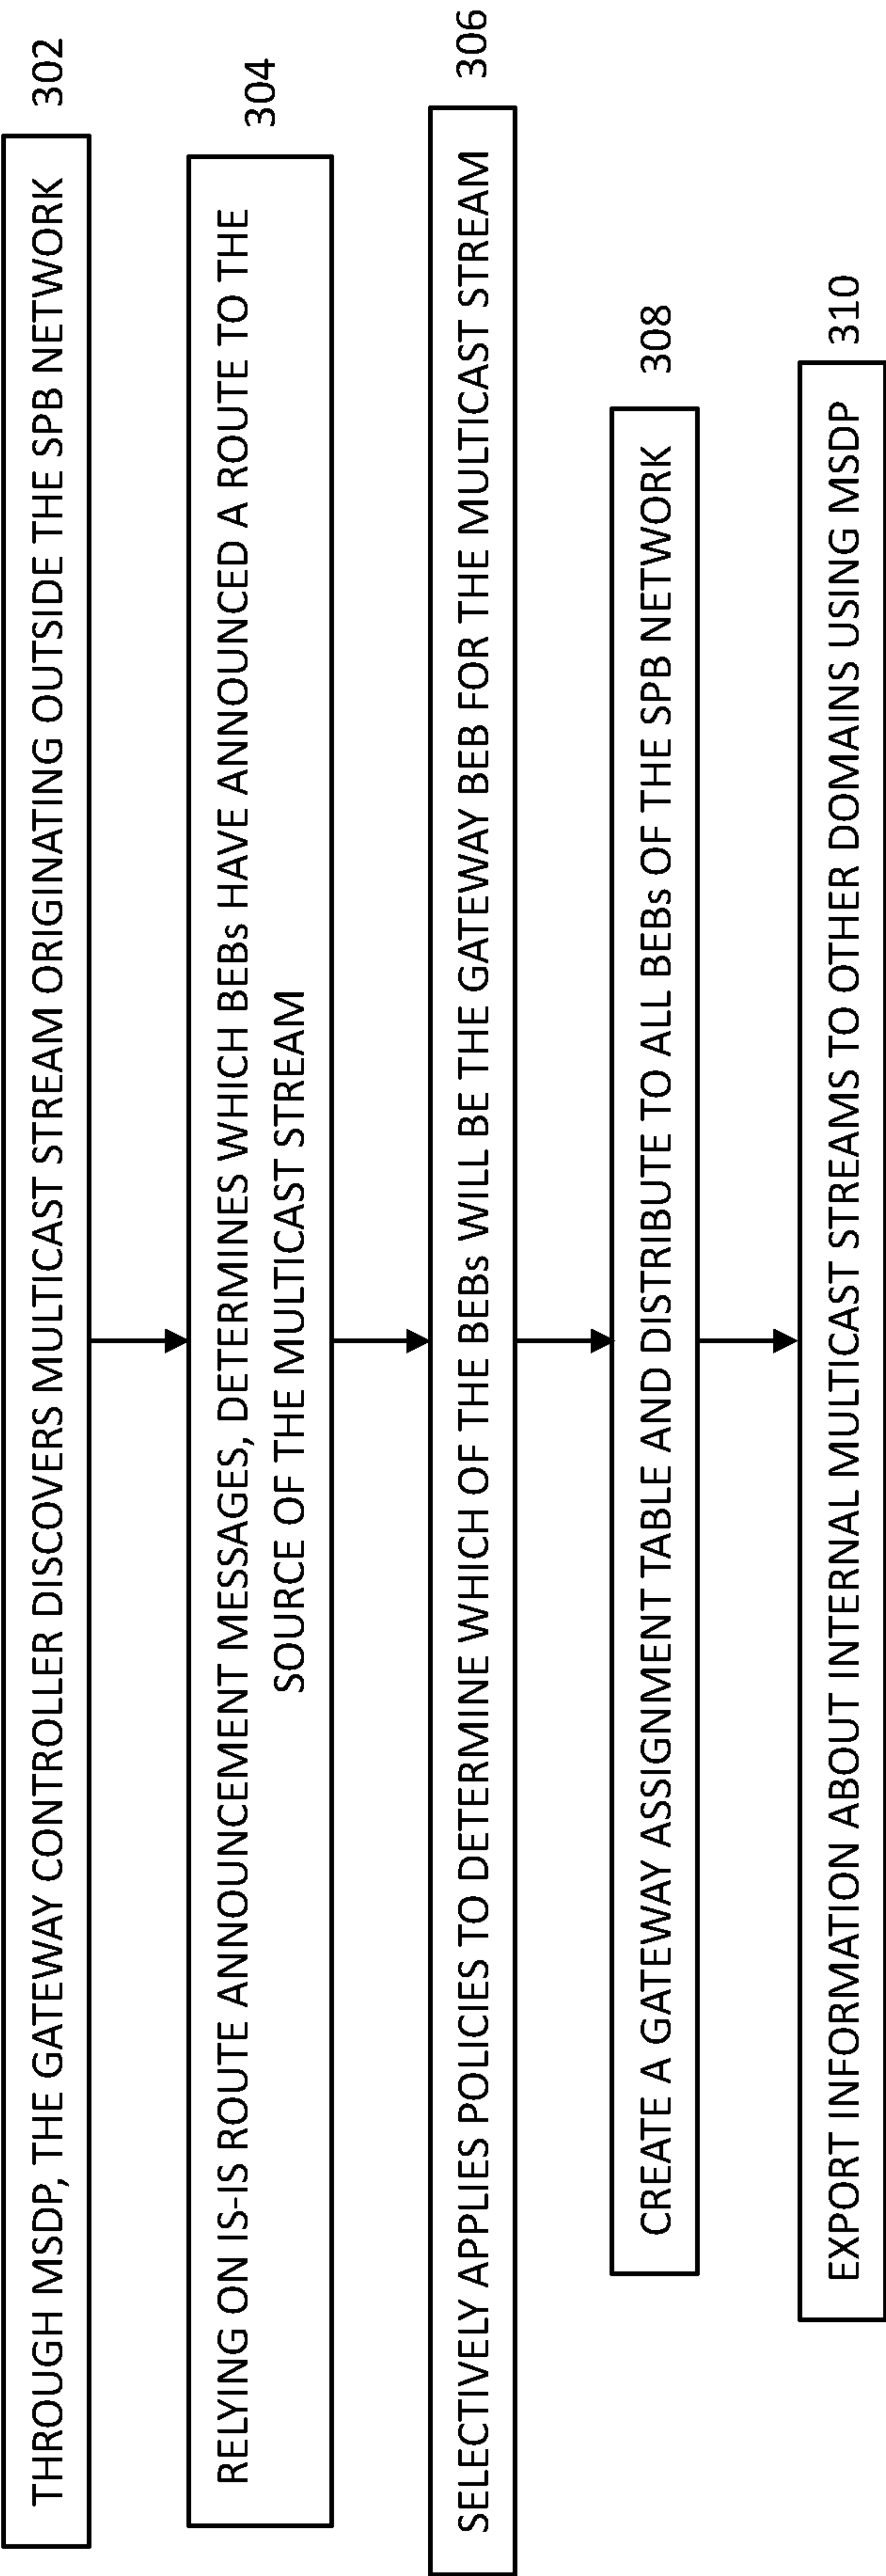 THROUGH MSDP, THE GATEWAY CONTROLLER DISCOVERS MULTICAST STREAM ORIGINATING OUTSIDE THE SPB NETWORK
302
RELYING ON IS-IS ROUTE ANNOUNCEMENT MESSAGES, DETERMINES WHICH BEBs HAVE ANNOUNCED A ROUTE TO THE
SOURCE OF THE MULTICAST STREAM
304
SELECTIVELY APPLIES POLICIES TO DETERMINE WHICH OF THE BEBs WILL BE THE GATEWAY BEB FOR THE MULTICAST STREAM
306
CREATE A GATEWAY ASSIGNMENT TABLE AND DISTRIBUTE TO ALL BEBs OF THE SPB NETWORK
308
EXPORT INFORMATION ABOUT INTERNAL MULTICAST STREAMS TO OTHER DOMAINS USING MSDP
310